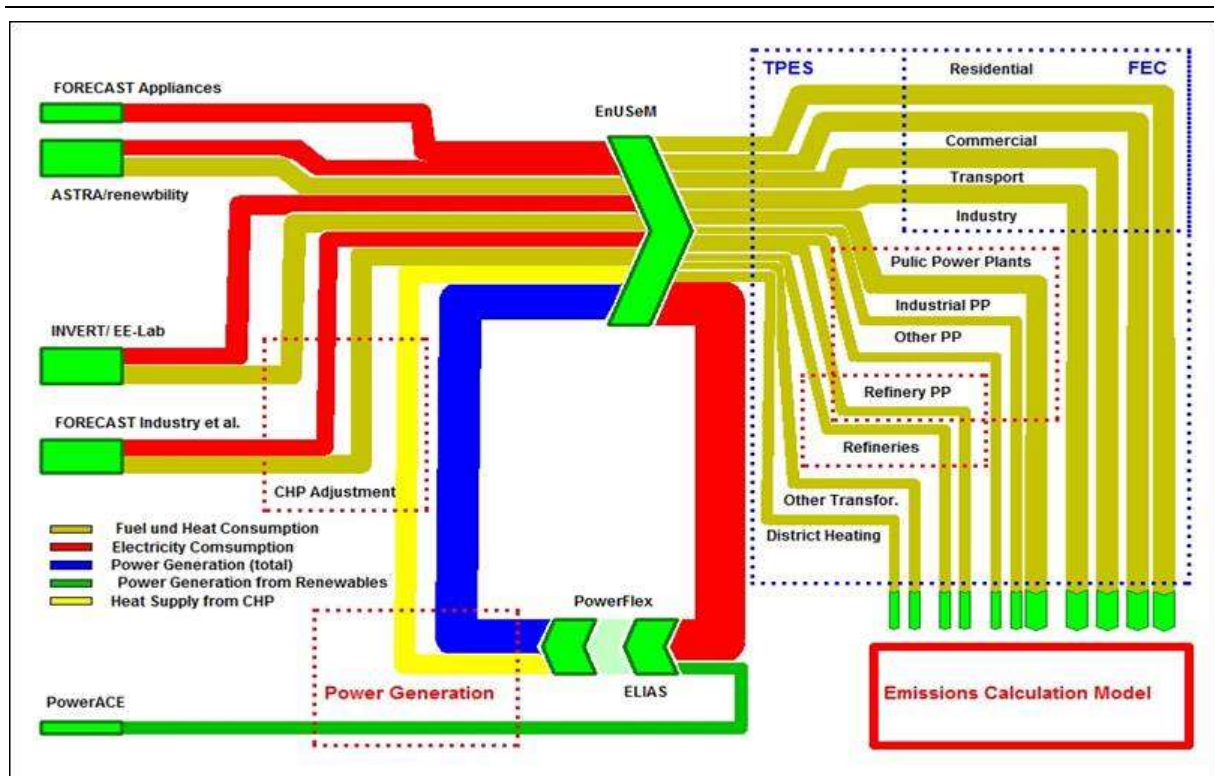 TPES
Residential
FEC
FORECAST Appliances
EnUSeM
Commercial
ASTRA/renewbility
Transport
Industry
Pulic Power Plants
Industrial PP
INVERT/ EE-Lab
Other PP
Refinery PP
FORECAST Industry et al.
Refineries
CHP Adjustment
Other Transfor.
Fuel und Heat Consumption
District Heating
Electricity Comsumption
Power Generation (total)
Power Generation from Renewables
Heat Supply from CHP
PowerFlex
Power Generation
ELIAS
Emissions Calculation Model
PowerACE